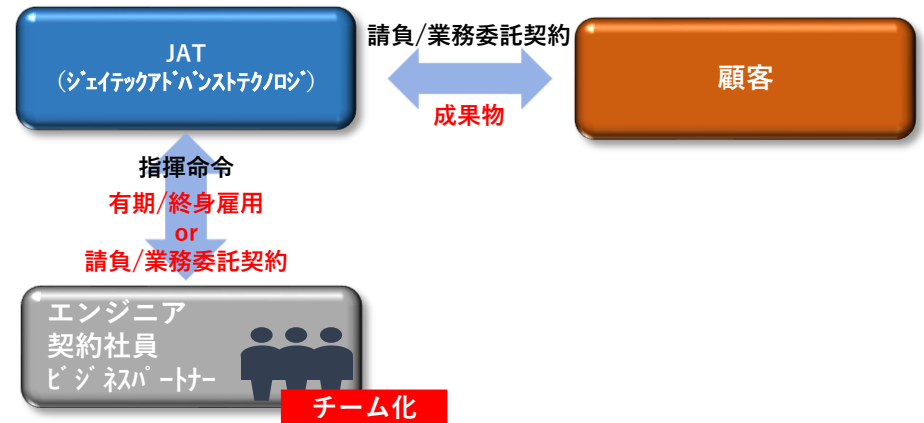 JAT
（ｼﾞｪｲﾃｯｸｱﾄﾞﾊﾞﾝｽﾄﾃｸﾉﾛｼﾞ）
請負/業務委託契約
成果物
顧客
指揮命令
有期/終身雇用
or
請負/業務委託契約
エンジニア
契約社員
ﾋﾞｼﾞﾈｽﾊﾟｰﾄﾅｰ
チーム化